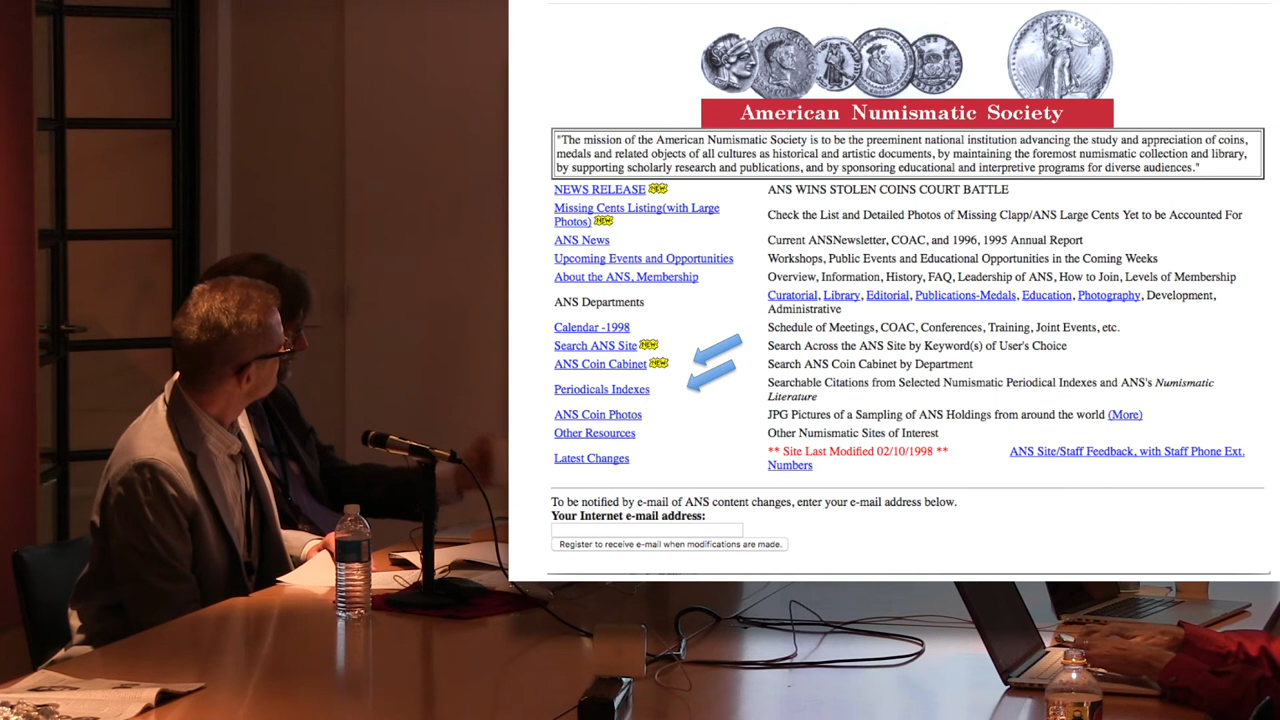 American Numismatic Society
"The mission of the American Numismatic Society is to be the preeminent national institution advancing the study and appreciation of coins,
medals and related objects of all cultures as historical and artistic documents, by maintaining the foremost numismatic collection and library,
by supporting scholarly research and publications, and by sponsoring educational and interpretive programs for diverse audiences."
NEWS RELEASE NEW ANS WINS STOLEN COINS COURT BATTLE
Missing Cents Listing(with Large
Photos) NEW Check the List and Detailed Photos of Missing Clapp/ANS Large Cents Yet to be Accounted For
ANS News Current ANSNewsletter, COAC, and 1996, 1995 Annual Report
Upcoming Events and Opportunities Workshops, Public Events and Educational Opportunities in the Coming Weeks
About the ANS, Membership Overview, Information, History, FAQ, Leadership of ANS, How to Join, Levels of Membership
ANS Departments Curatorial, Library, Editorial, Publications-Medals, Education, Photography, Development,
Administrative
Calendar -1998 Schedule of Meetings, COAC, Conferences, Training, Joint Events, etc.
Search ANS Site NEW Search Across the ANS Site by Keyword(s) of User's Choice
ANS Coin Cabinet NEW Search ANS Coin Cabinet by Department
Periodicals Indexes Searchable Citations from Selected Numismatic Periodical Indexes and ANS's Numismatic
Literature
ANS Coin Photos JPG Pictures of a Sampling of ANS Holdings from around the world (More)
Other Resources Other Numismatic Sites of Interest
Latest Changes ** Site Last Modified 02/10/1998 ** ANS Site/Staff Feedback, with Staff Phone Ext.
Numbers
To be notified by e-mail of ANS content changes, enter your e-mail address below.
Your Internet e-mail address:
Register to receive e-mail when modifications are made.